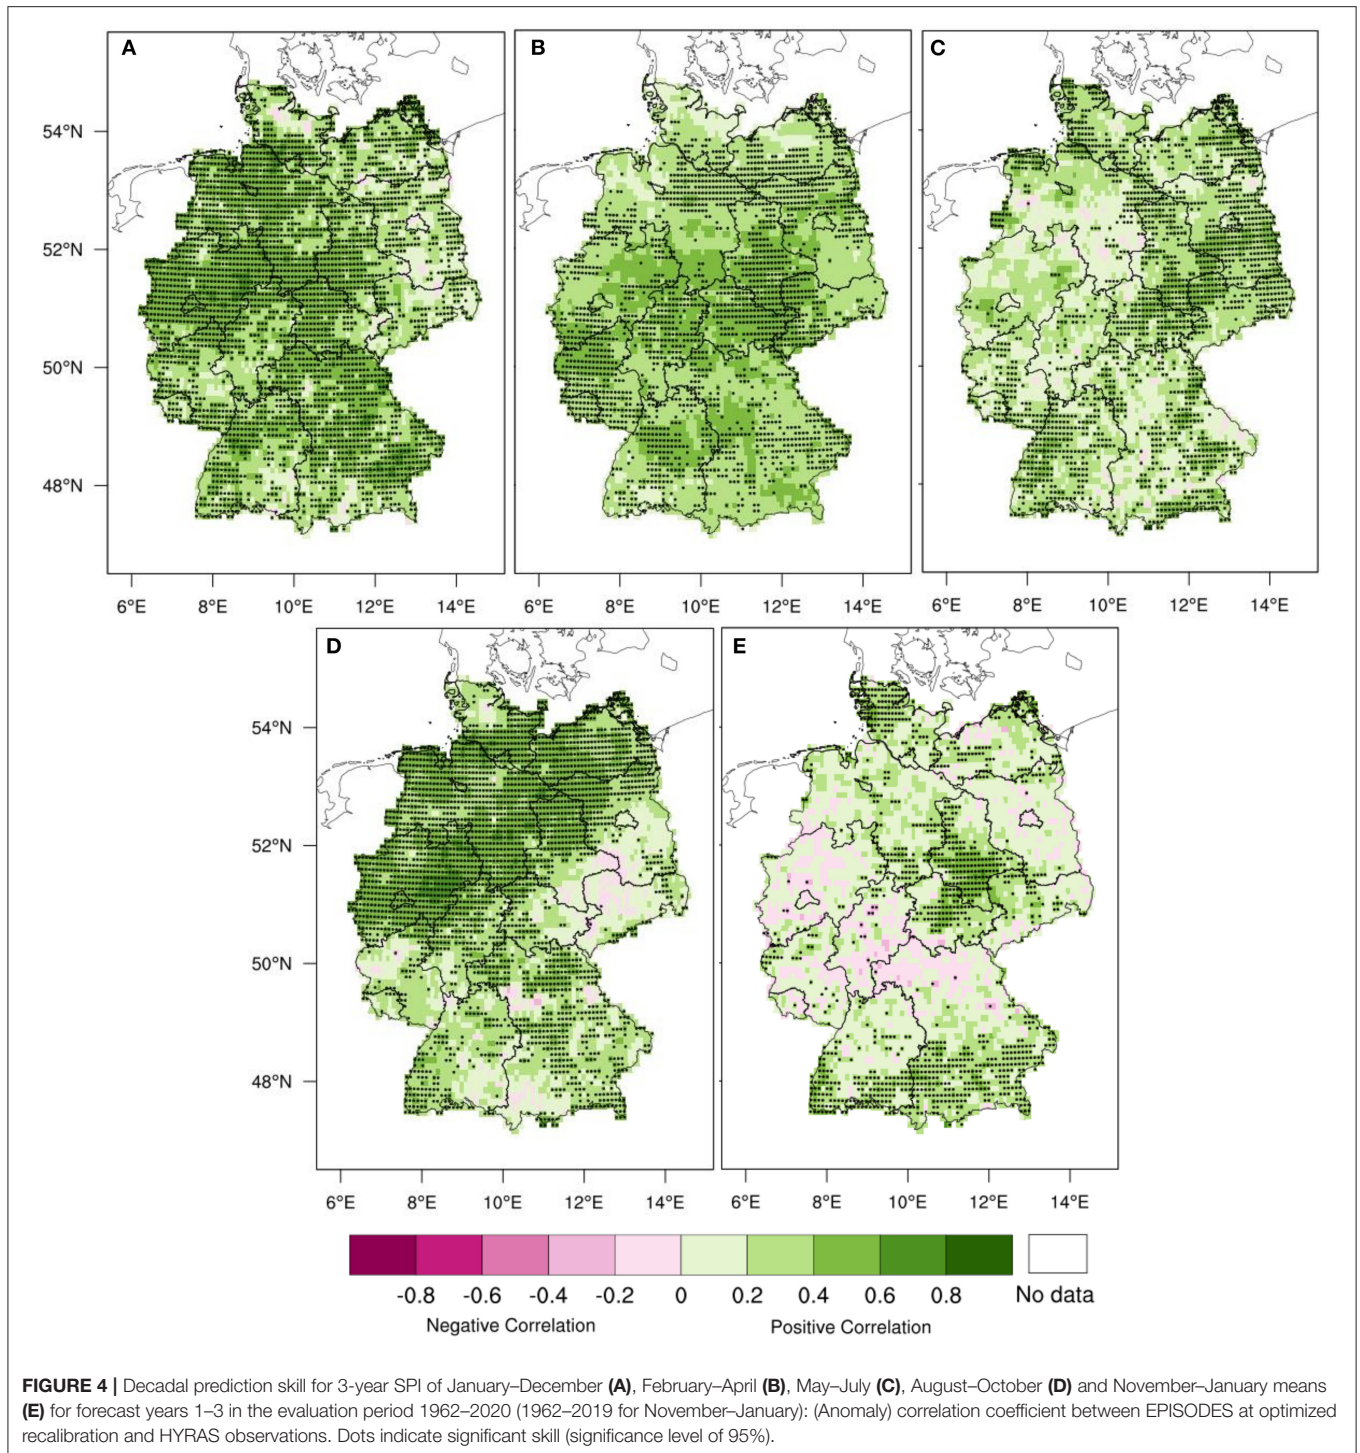 A
B
C
54°N
52°N
50°N
48°N
6°E 8°E 10°E 12°E 14°E
6°E 8°E 10°E 12°E 14°E
6°E 8°E 10°E 12°E 14°E
D
E
54°N
52°N
50°N
48°N
6°E 8°E 10°E 12°E 14°E
6°E 8°E 10°E 12°E 14°E
-0.8 -0.6 -0.4 -0.2 0 0.2 0.4 0.6 0.8 No data
Negative Correlation Positive Correlation
FIGURE 4 | Decadal prediction skill for 3-year SPI of January–December (A), February–April (B), May–July (C), August–October (D) and November–January means
(E) for forecast years 1–3 in the evaluation period 1962–2020 (1962–2019 for November–January): (Anomaly) correlation coefficient between EPISODES at optimized
recalibration and HYRAS observations. Dots indicate significant skill (significance level of 95%).